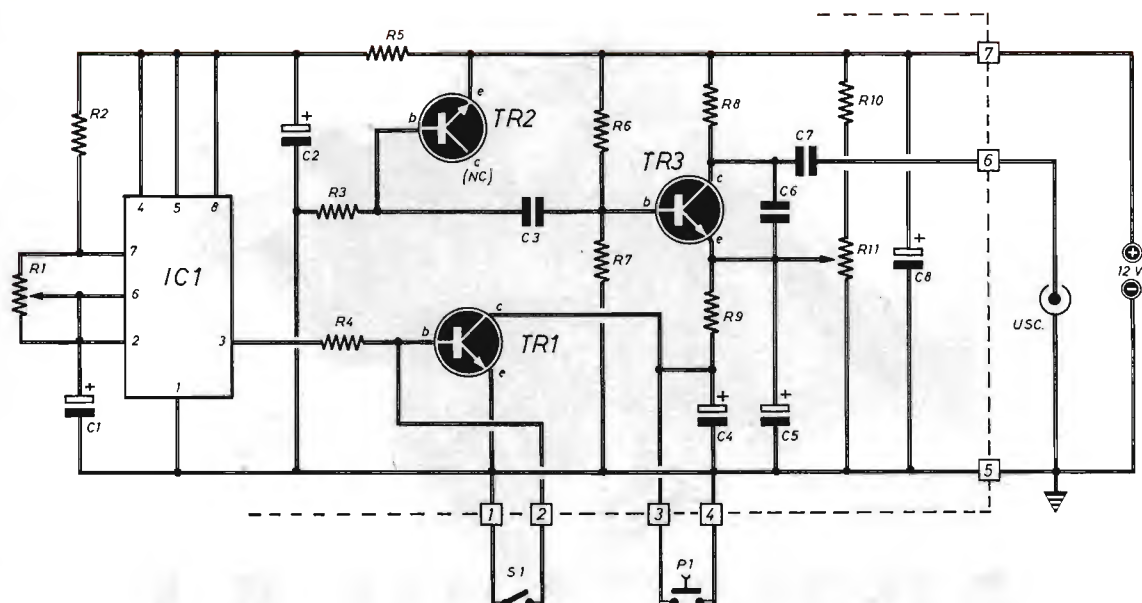 R5
7
R2
e
TR2
b
c
(NC)
C2
+
R6
R8
R10
C7
6
TR3
c
C6
b
e
R3
C3
4
5
8
7
R1
6
IC1
2
3
1
R7
R11
+
C8
12 V
USC.
R9
R4
c
b
TR1
e
+
C1
+
C4
+
C5
5
1
2
3
4
S1
P1